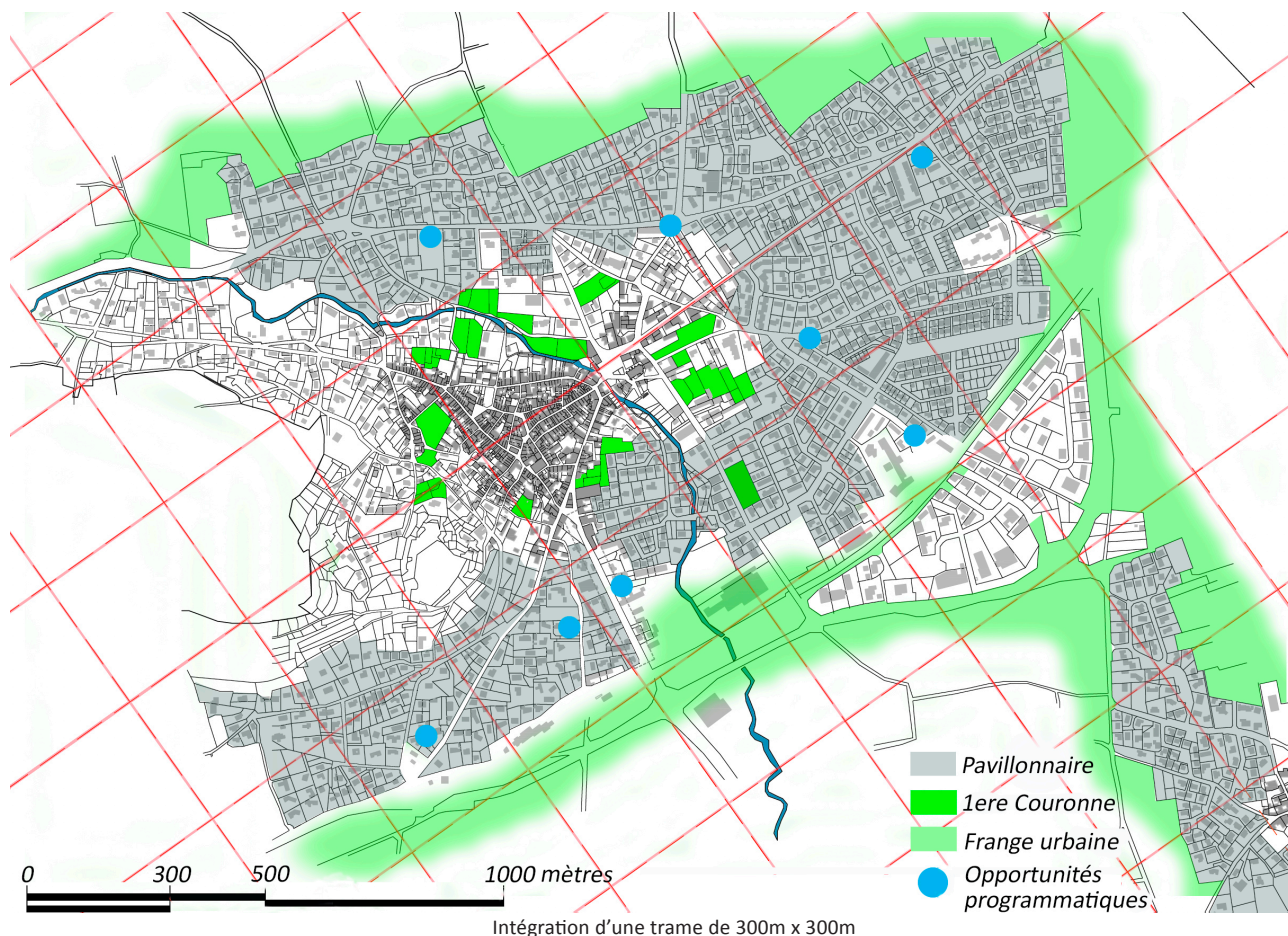 Pavillonnaire
1ere Couronne
Frange urbaine
Opportunités
programmatiques
0 300 500 1000 mètres
Intégration d'une trame de 300m x 300m